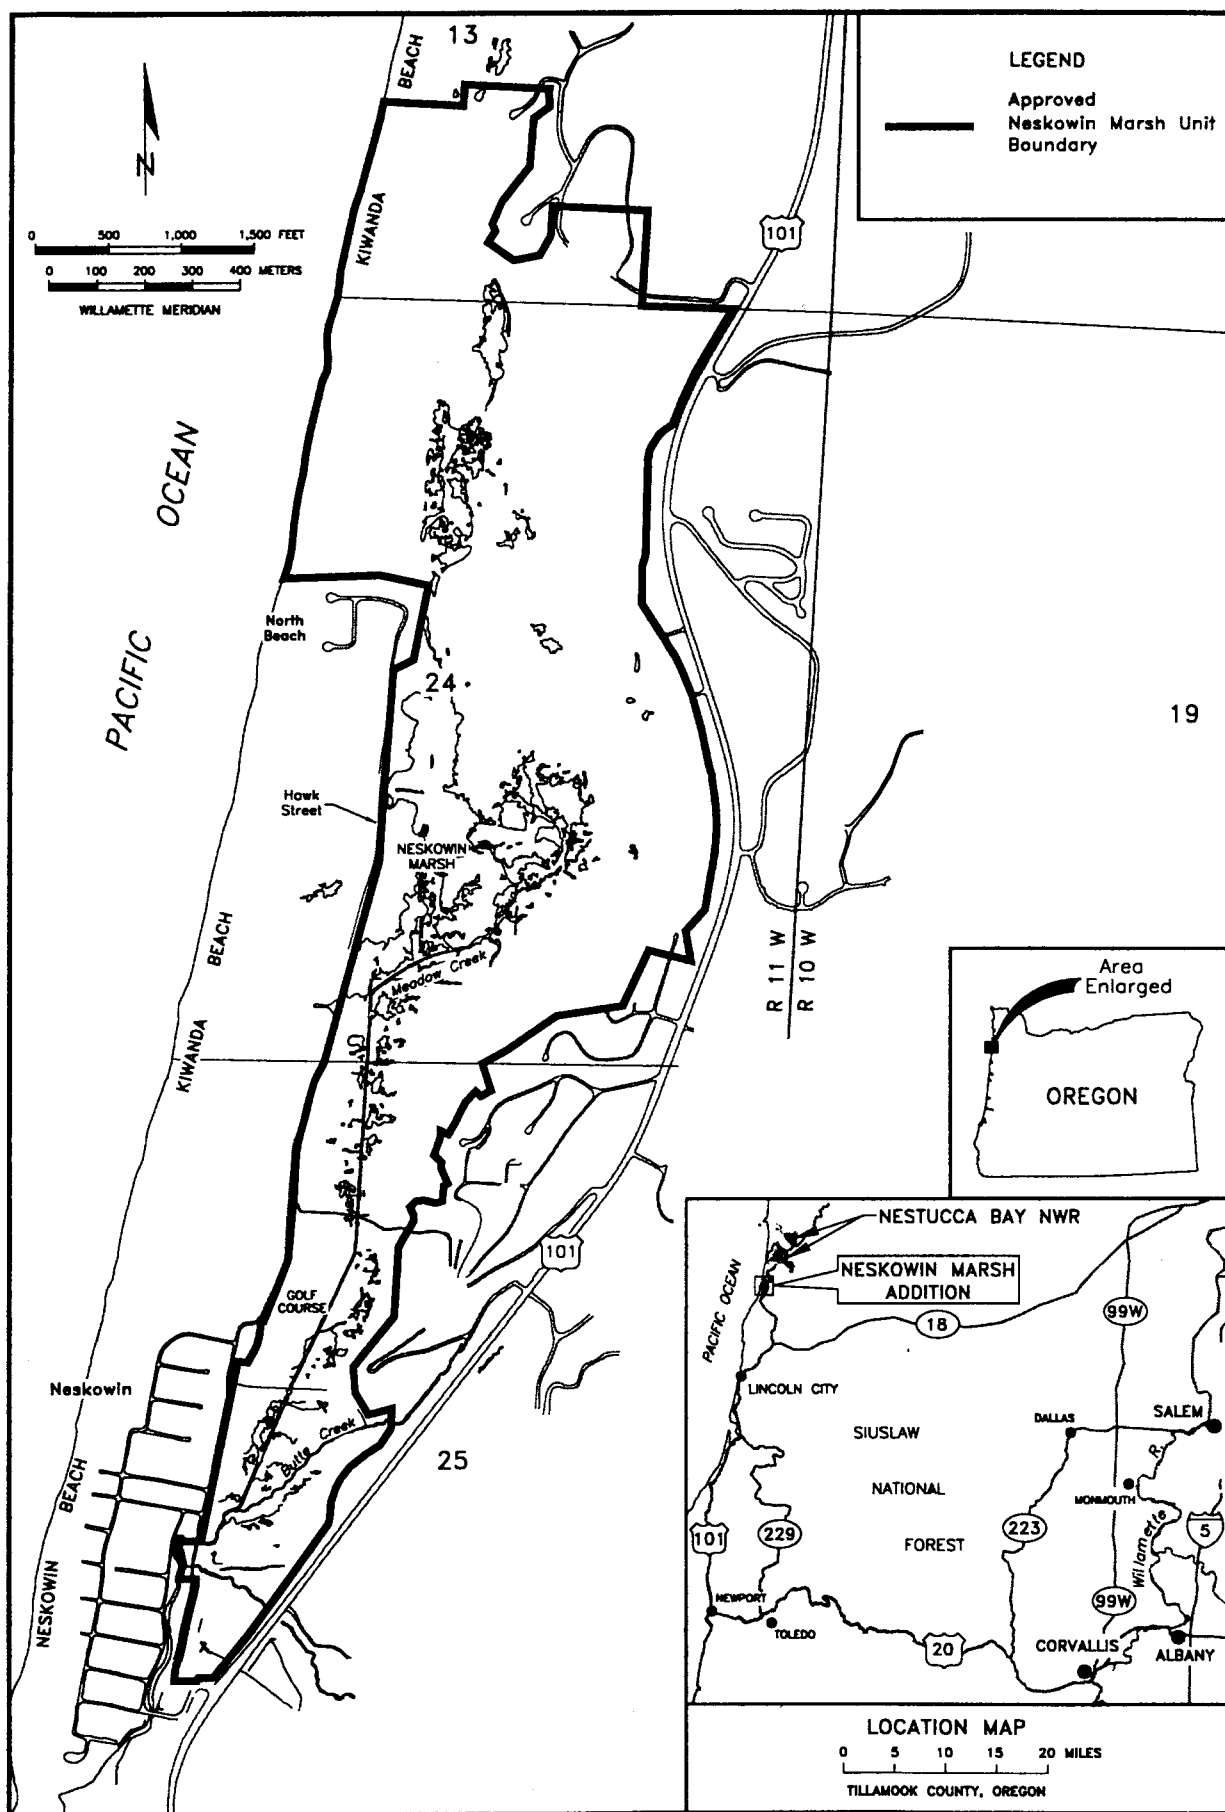 13
BEACH
LEGEND
Approved
Neskowin Marsh Unit
Boundary
N
KIWANDA
101
0 500 1,000 1,500 FEET
0 100 200 300 400 METERS
WILLAMETTE MERIDIAN
PACIFIC OCEAN
North
Beach
24
19
Hawk
Street
NESKOWIN
MARSH
BEACH
Meadow Creek
R 11 W
R 10 W
KIWANDA
Area
Enlarged
OREGON
101
GOLF
COURSE
Neskowin
Butte Creek
25
BEACH
NESKOWIN
NESTUCCA BAY NWR
NESKOWIN MARSH
ADDITION
PACIFIC OCEAN
99W
18
LINCOLN CITY
SIUSLAW
DALLAS
SALEM
NATIONAL
MONMOUTH
Willamette R.
FOREST
101
229
223
5
NEWPORT
99W
TOLEDO
20
CORVALLIS
ALBANY
LOCATION MAP
0 5 10 15 20 MILES
TILLAMOOK COUNTY, OREGON